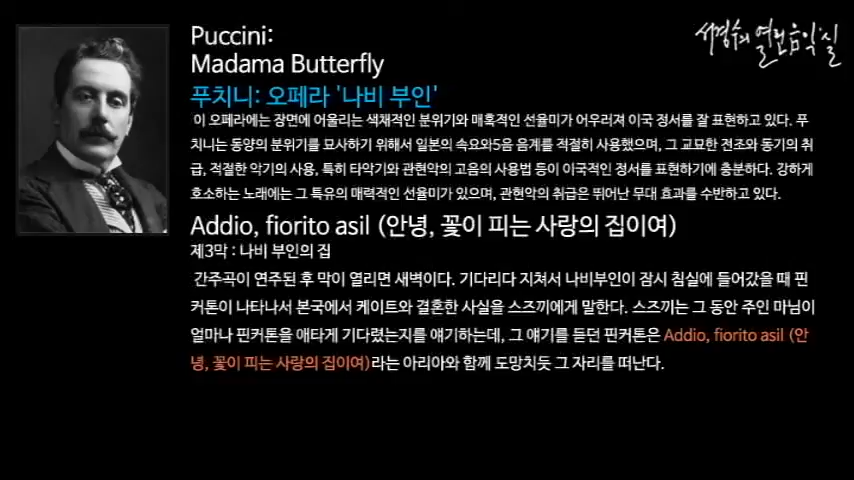 서경수의 열린음악실
Puccini:
Madama Butterfly
푸치니: 오페라 '나비 부인'
이 오페라에는 장면에 어울리는 색채적인 분위기와 매혹적인 선율미가 어우러져 이국 정서를 잘 표현하고 있다. 푸
치니는 동양의 분위기를 묘사하기 위해서 일본의 속요와5음 음계를 적절히 사용했으며, 그 교묘한 전조와 동기의 취
급, 적절한 악기의 사용, 특히 타악기와 관현악의 고음의 사용법 등이 이국적인 정서를 표현하기에 충분하다. 강하게
호소하는 노래에는 그 특유의 매력적인 선율미가 있으며, 관현악의 취급은 뛰어난 무대 효과를 수반하고 있다.
Addio, fiorito asil (안녕, 꽃이 피는 사랑의 집이여)
제3막 : 나비 부인의 집
간주곡이 연주된 후 막이 열리면 새벽이다. 기다리다 지쳐서 나비부인이 잠시 침실에 들어갔을 때 핀
커톤이 나타나서 본국에서 케이트와 결혼한 사실을 스즈끼에게 말한다. 스즈끼는 그 동안 주인 마님이
얼마나 핀커톤을 애타게 기다렸는지를 얘기하는데, 그 얘기를 듣던 핀커톤은 Addio, fiorito asil (안
녕, 꽃이 피는 사랑의 집이여)라는 아리아와 함께 도망치듯 그 자리를 떠난다.